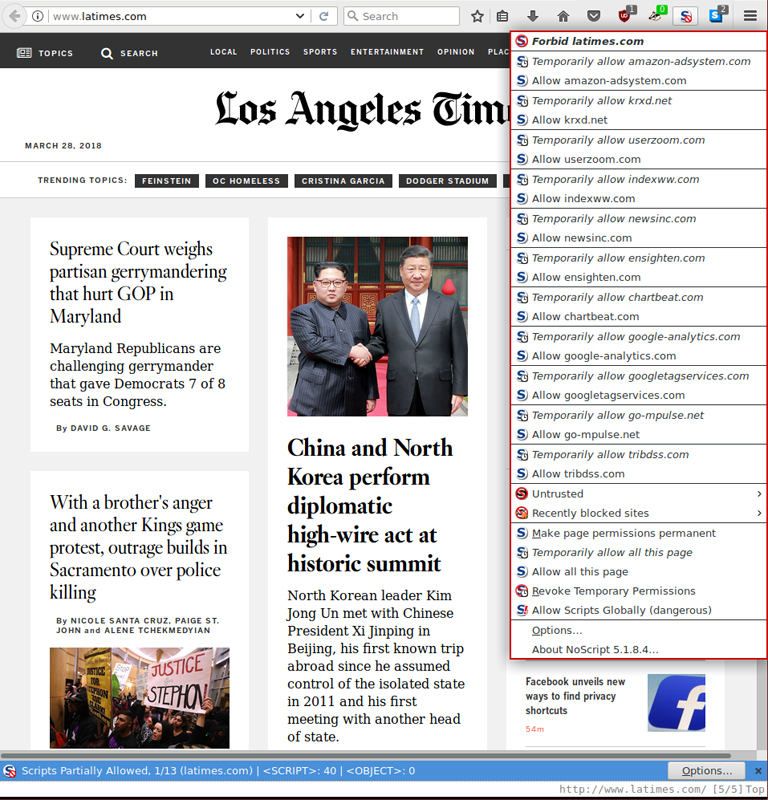 www.latimes.com
Search
1
0
2
TOPICS
SEARCH
LOCAL
POLITICS
SPORTS
ENTERTAINMENT
OPINION
PLAC
Los Angeles Tim
MARCH 28, 2018
TRENDING TOPICS:
FEINSTEIN
OC HOMELESS
CRISTINA GARCIA
DODGER STADIUM
Supreme Court weighs
partisan gerrymandering
that hurt GOP in
Maryland
Maryland Republicans are
challenging gerrymander
that gave Democrats 7 of 8
seats in Congress.
By DAVID G. SAVAGE
With a brother's anger
and another Kings game
protest, outrage builds in
Sacramento over police
killing
By NICOLE SANTA CRUZ, PAIGE ST.
JOHN and ALENE TCHEKMEDYIAN
JUSTICE
FOR
STEPHON
STOP
JUSTICE
STEPHON!
China and North
Korea perform
diplomatic
high-wire act at
historic summit
North Korean leader Kim
Jong Un met with Chinese
President Xi Jinping in
Beijing, his first known trip
abroad since he assumed
control of the isolated state
in 2011 and his first
meeting with another head
of state.
Forbid latimes.com
Temporarily allow amazon-adsystem.com
Allow amazon-adsystem.com
Temporarily allow krxd.net
Allow krxd.net
Temporarily allow userzoom.com
Allow userzoom.com
Temporarily allow indexww.com
Allow indexww.com
Temporarily allow newsinc.com
Allow newsinc.com
Temporarily allow ensighten.com
Allow ensighten.com
Temporarily allow chartbeat.com
Allow chartbeat.com
Temporarily allow google-analytics.com
Allow google-analytics.com
Temporarily allow googletagservices.com
Allow googletagservices.com
Temporarily allow go-mpulse.net
Allow go-mpulse.net
Temporarily allow tribdss.com
Allow tribdss.com
Untrusted
Recently blocked sites
Make page permissions permanent
Temporarily allow all this page
Allow all this page
Revoke Temporary Permissions
Allow Scripts Globally (dangerous)
Options...
About NoScript 5.1.8.4...
Facebook unveils new
ways to find privacy
shortcuts
54m
Scripts Partially Allowed, 1/13 (latimes.com) | <SCRIPT>: 40 | <OBJECT>: 0
Options...
http://www.latimes.com/ [5/5] Top